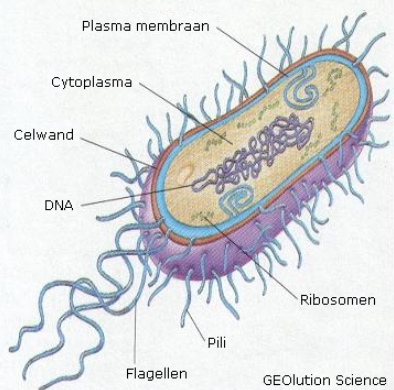 Plasma membraan
Cytoplasma
Celwand
DNA
Ribosomen
Pili
Flagellen
GEOlution Science